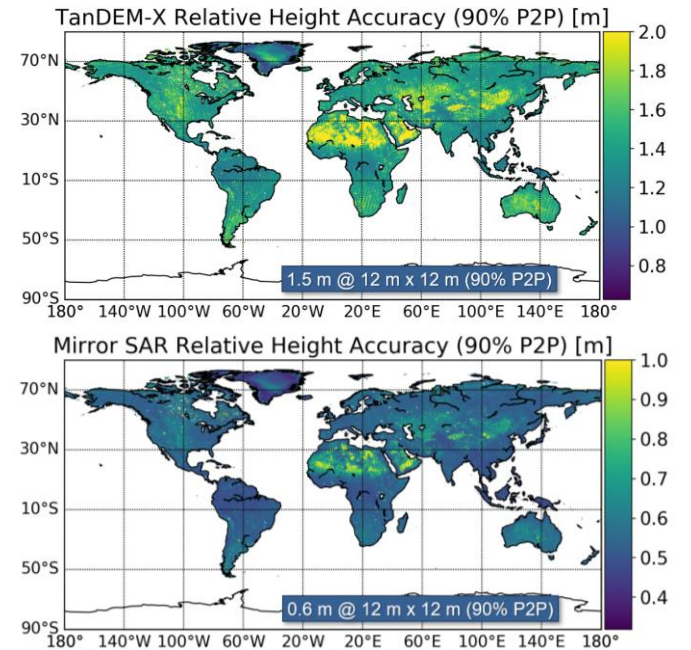 TanDEM-X Relative Height Accuracy (90% P2P) [m]
2.0
70°N
1.8
1.6
30°N
1.4
10°S
1.2
1.0
50°S
0.8
1.5 m @ 12 m x 12 m (90% P2P)
90°S
180° 140°W 100°W 60°W 20°W 20°E 60°E 100°E 140°E 180°
Mirror SAR Relative Height Accuracy (90% P2P) [m]
1.0
70°N
0.9
0.8
30°N
0.7
10°S
0.6
0.5
50°S
0.4
0.6 m @ 12 m x 12 m (90% P2P)
90°S
180° 140°W 100°W 60°W 20°W 20°E 60°E 100°E 140°E 180°